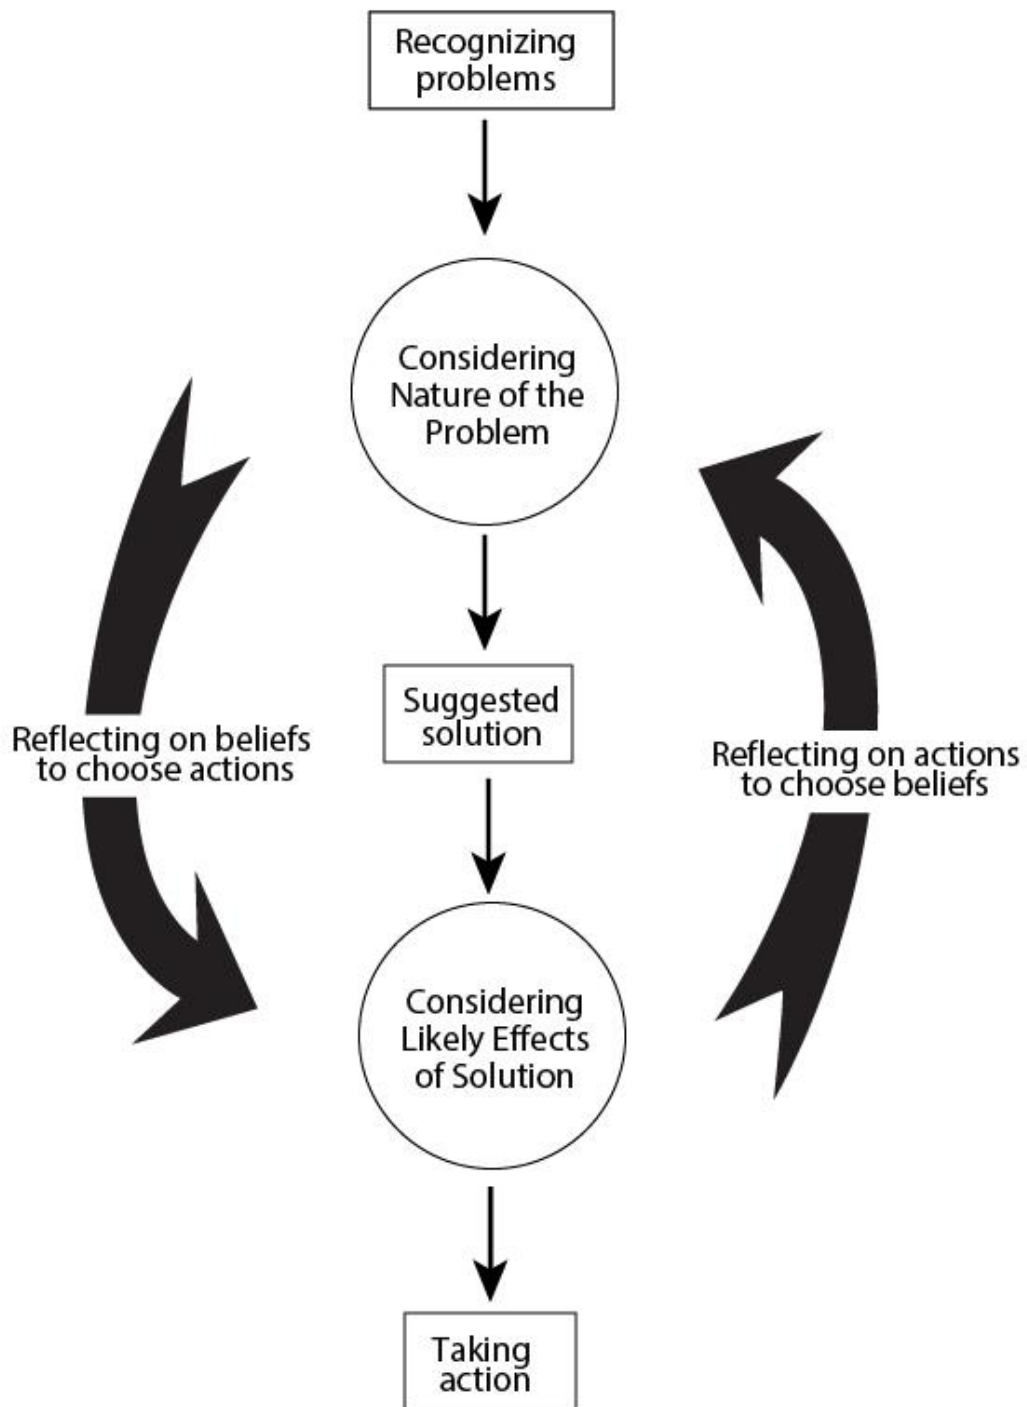 Recognizing
problems
Considering
Nature of the
Problem
Suggested
solution
Reflecting on beliefs
to choose actions
Reflecting on actions
to choose beliefs
Considering
Likely Effects
of Solution
Taking
action